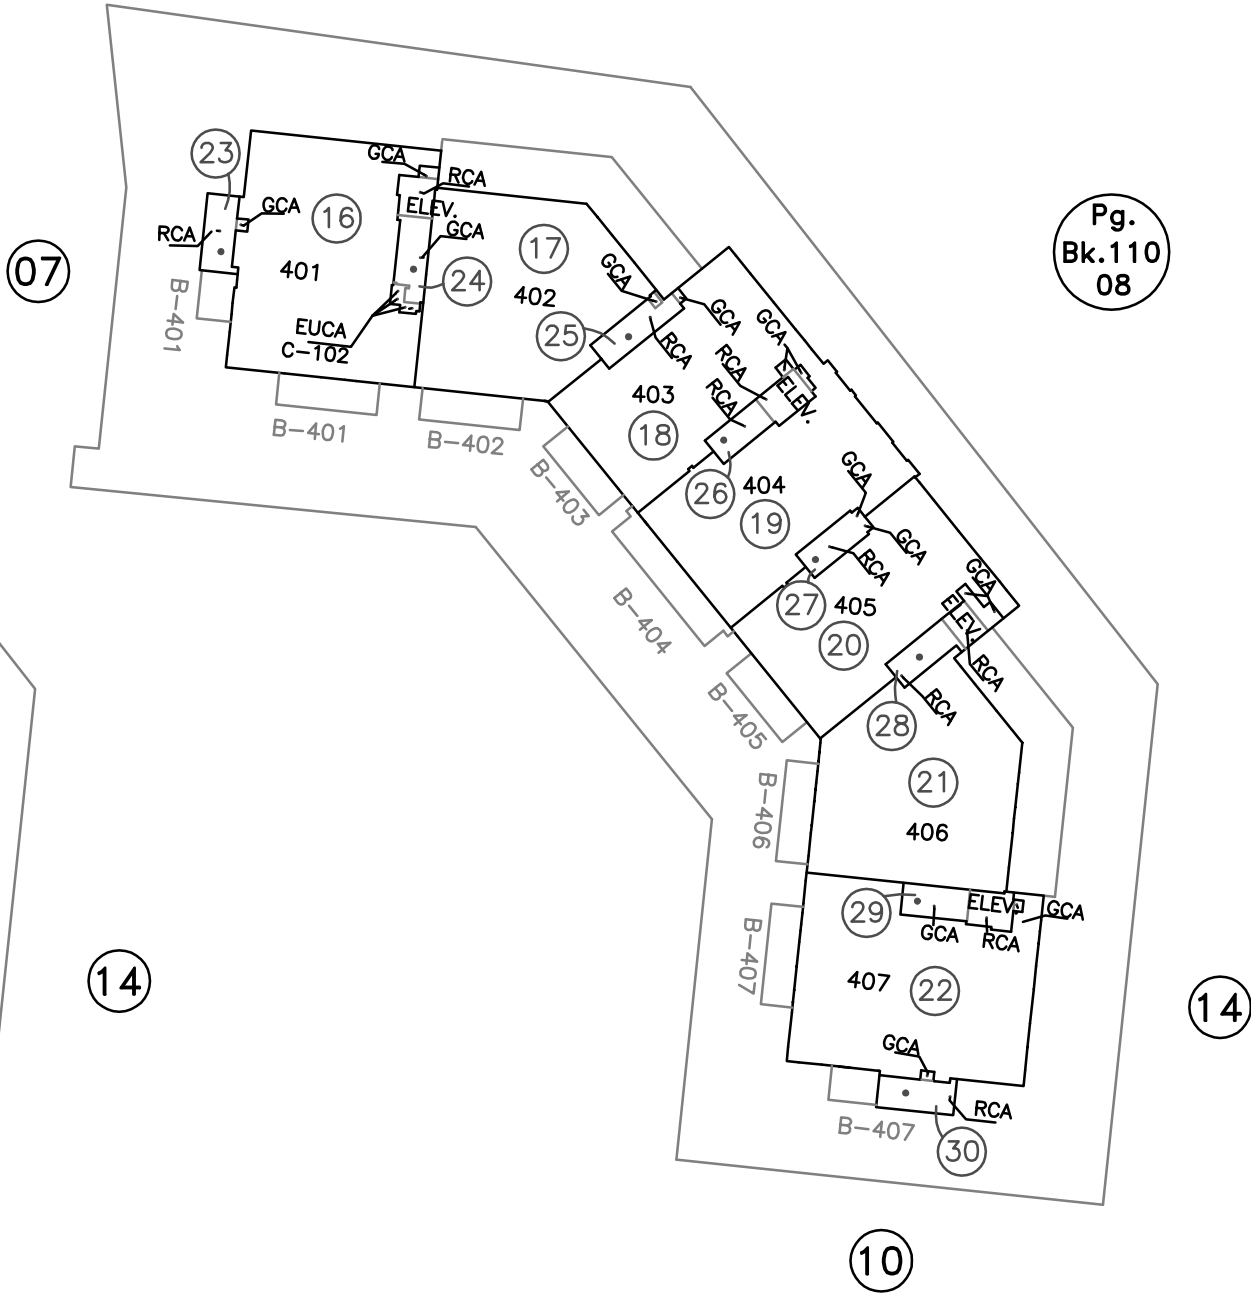 23
GCA
RCA
GCA
16
ELEV.
RCA
GCA
17
Pg.
Bk.110
08
07
401
24
402
GCA
GCA
GCA
B-401
EUCA
C-102
25
RCA
RCA
RCA
ELEV.
403
18
B-401
B-402
B-403
26
404
19
GCA
GCA
RCA
27
405
20
GCA
ELEV.
RCA
RCA
B-404
B-405
28
21
406
B-406
29
ELEV.
GCA
GCA
RCA
B-407
407
22
14
14
GCA
RCA
B-407
30
10